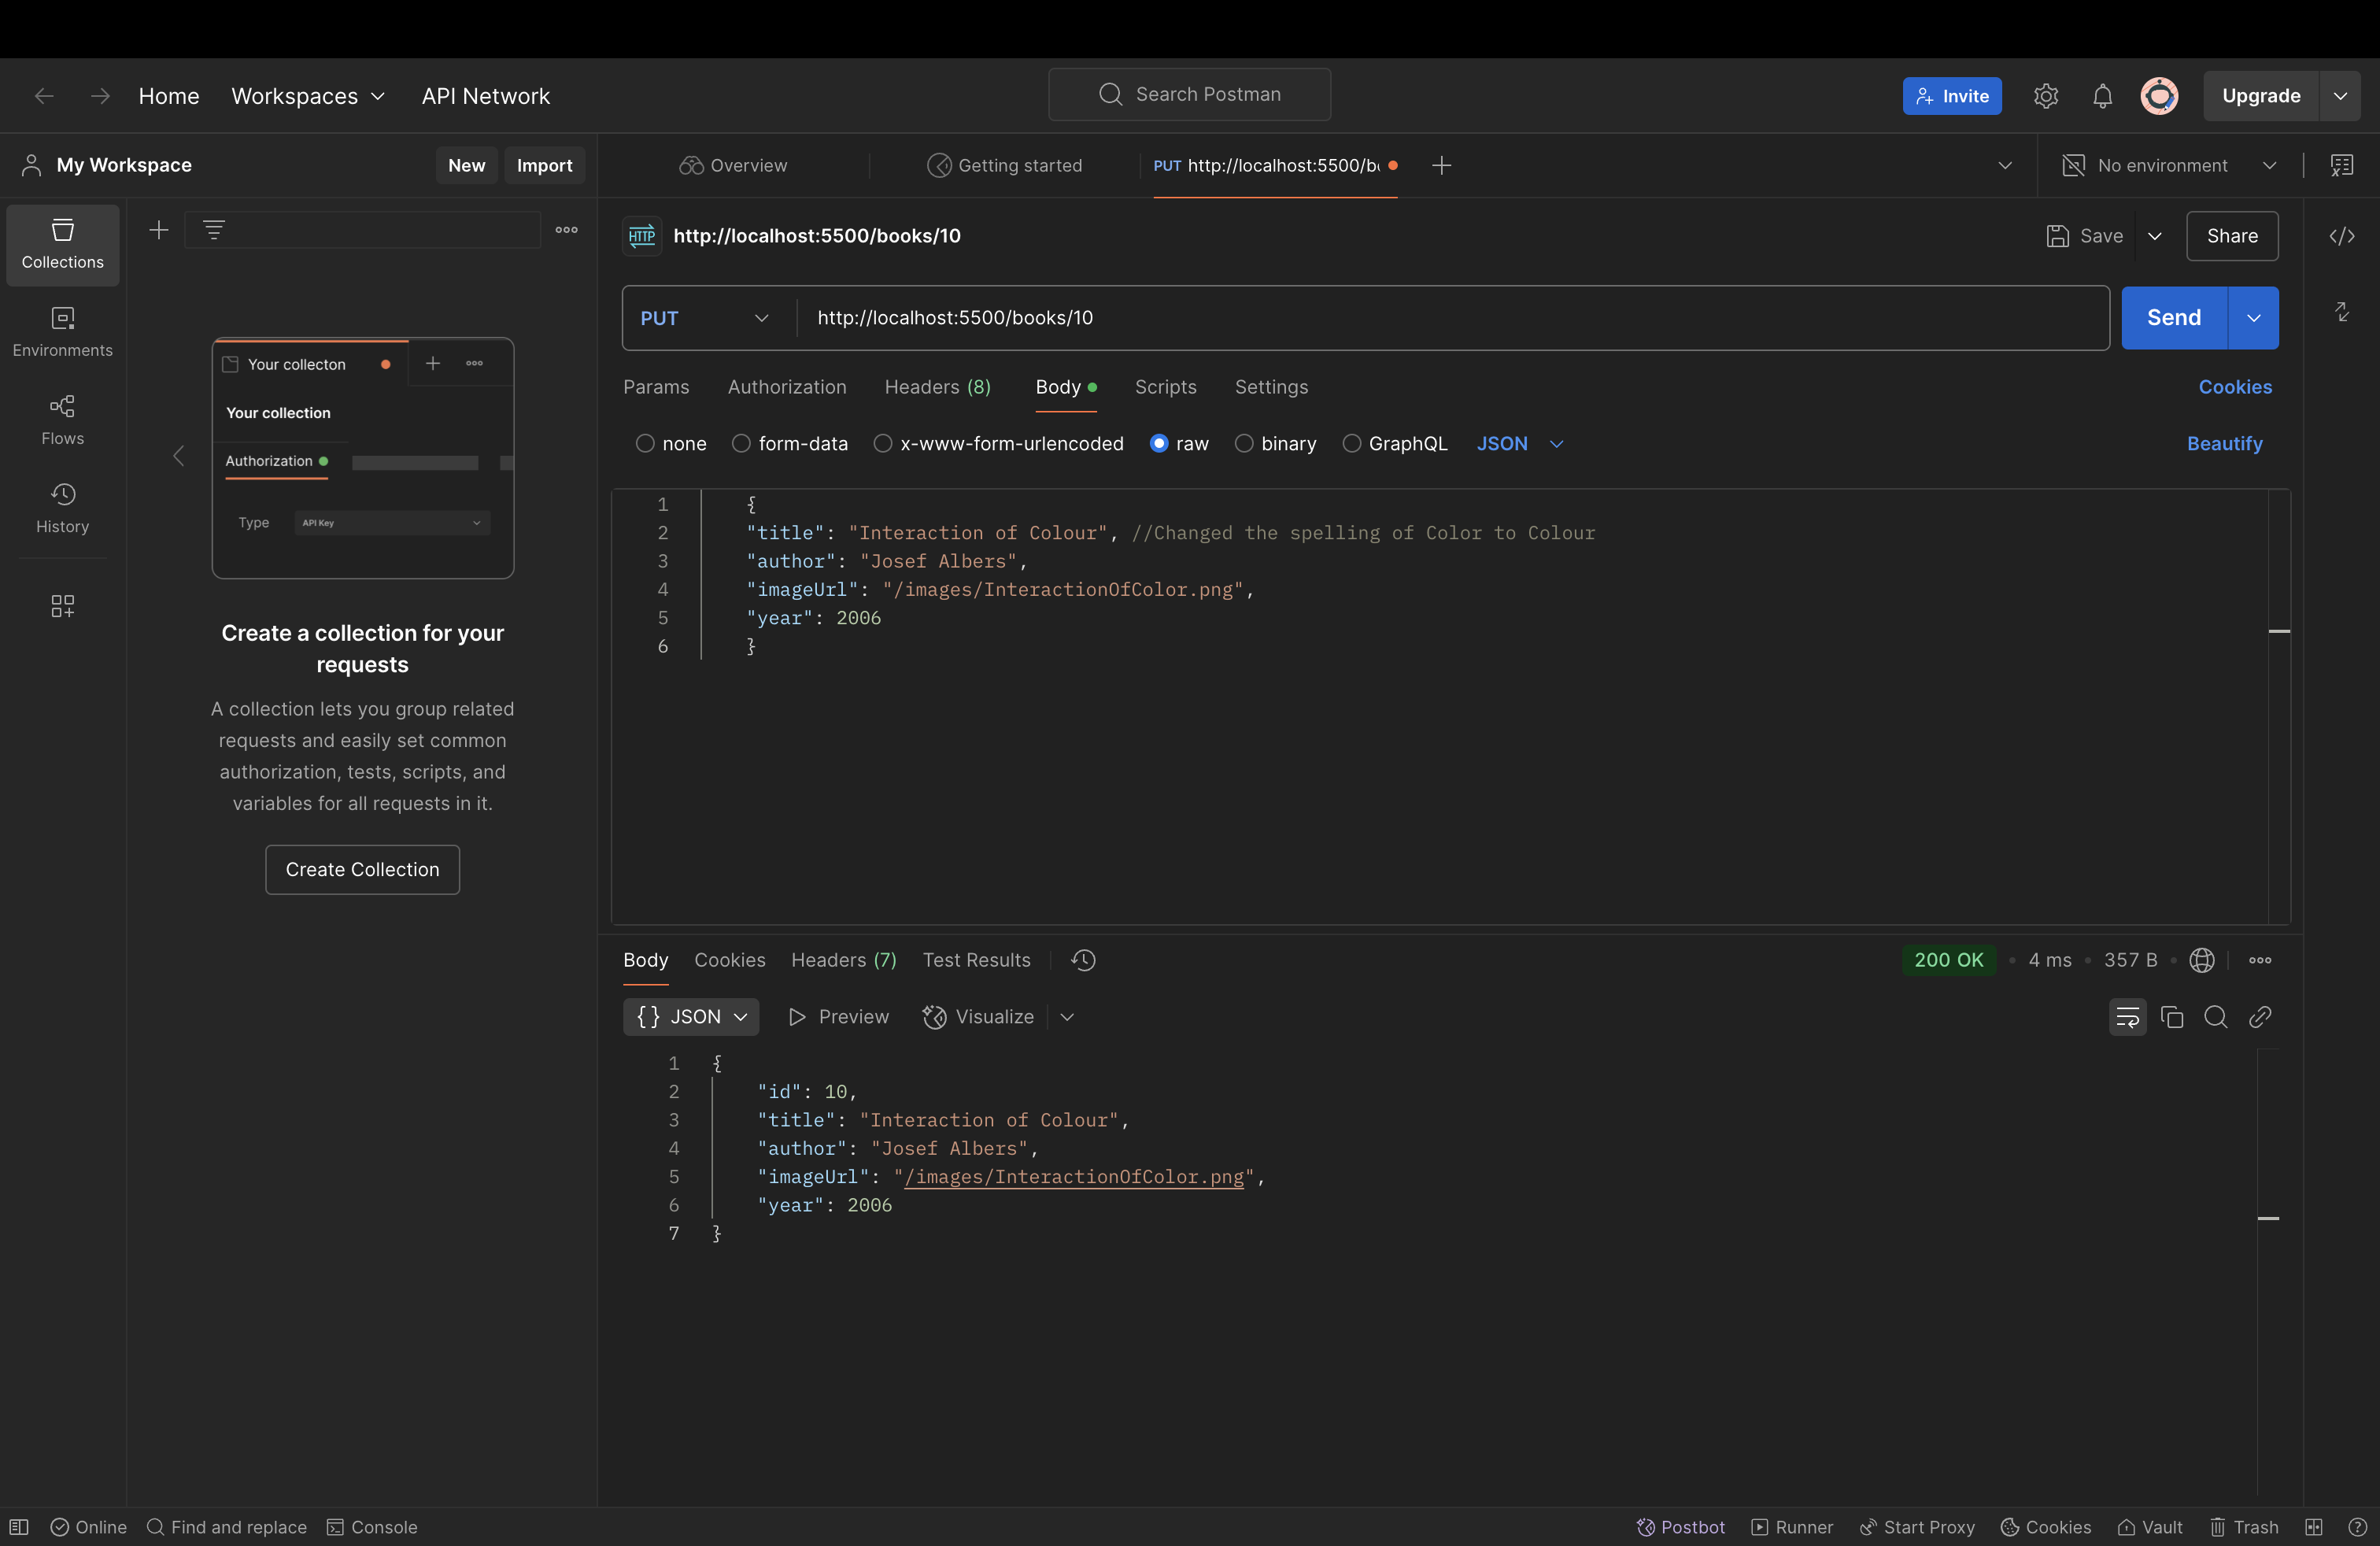 Home Workspaces API Network Search Postman Invite Upgrade
My Workspace New Import Overview Getting started PUT http://localhost:5500/b No environment
Collections
Environments
Flows
History
Your collecton
Your collection
Authorization
Type API Key
Create a collection for your
requests
A collection lets you group related
requests and easily set common
authorization, tests, scripts, and
variables for all requests in it.
Create Collection
HTTP http://localhost:5500/books/10 Save Share
PUT http://localhost:5500/books/10 Send
Params Authorization Headers (8) Body Scripts Settings Cookies
none form-data x-www-form-urlencoded raw binary GraphQL JSON Beautify
1 {
2 "title": "Interaction of Colour", //Changed the spelling of Color to Colour
3 "author": "Josef Albers",
4 "imageUrl": "/images/InteractionOfColor.png",
5 "year": 2006
6 }
Body Cookies Headers (7) Test Results 200 OK • 4 ms • 357 B •
{} JSON Preview Visualize
1 {
2 "id": 10,
3 "title": "Interaction of Colour",
4 "author": "Josef Albers",
5 "imageUrl": "/images/InteractionOfColor.png",
6 "year": 2006
7 }
Online Find and replace Console Postbot Runner Start Proxy Cookies Vault Trash